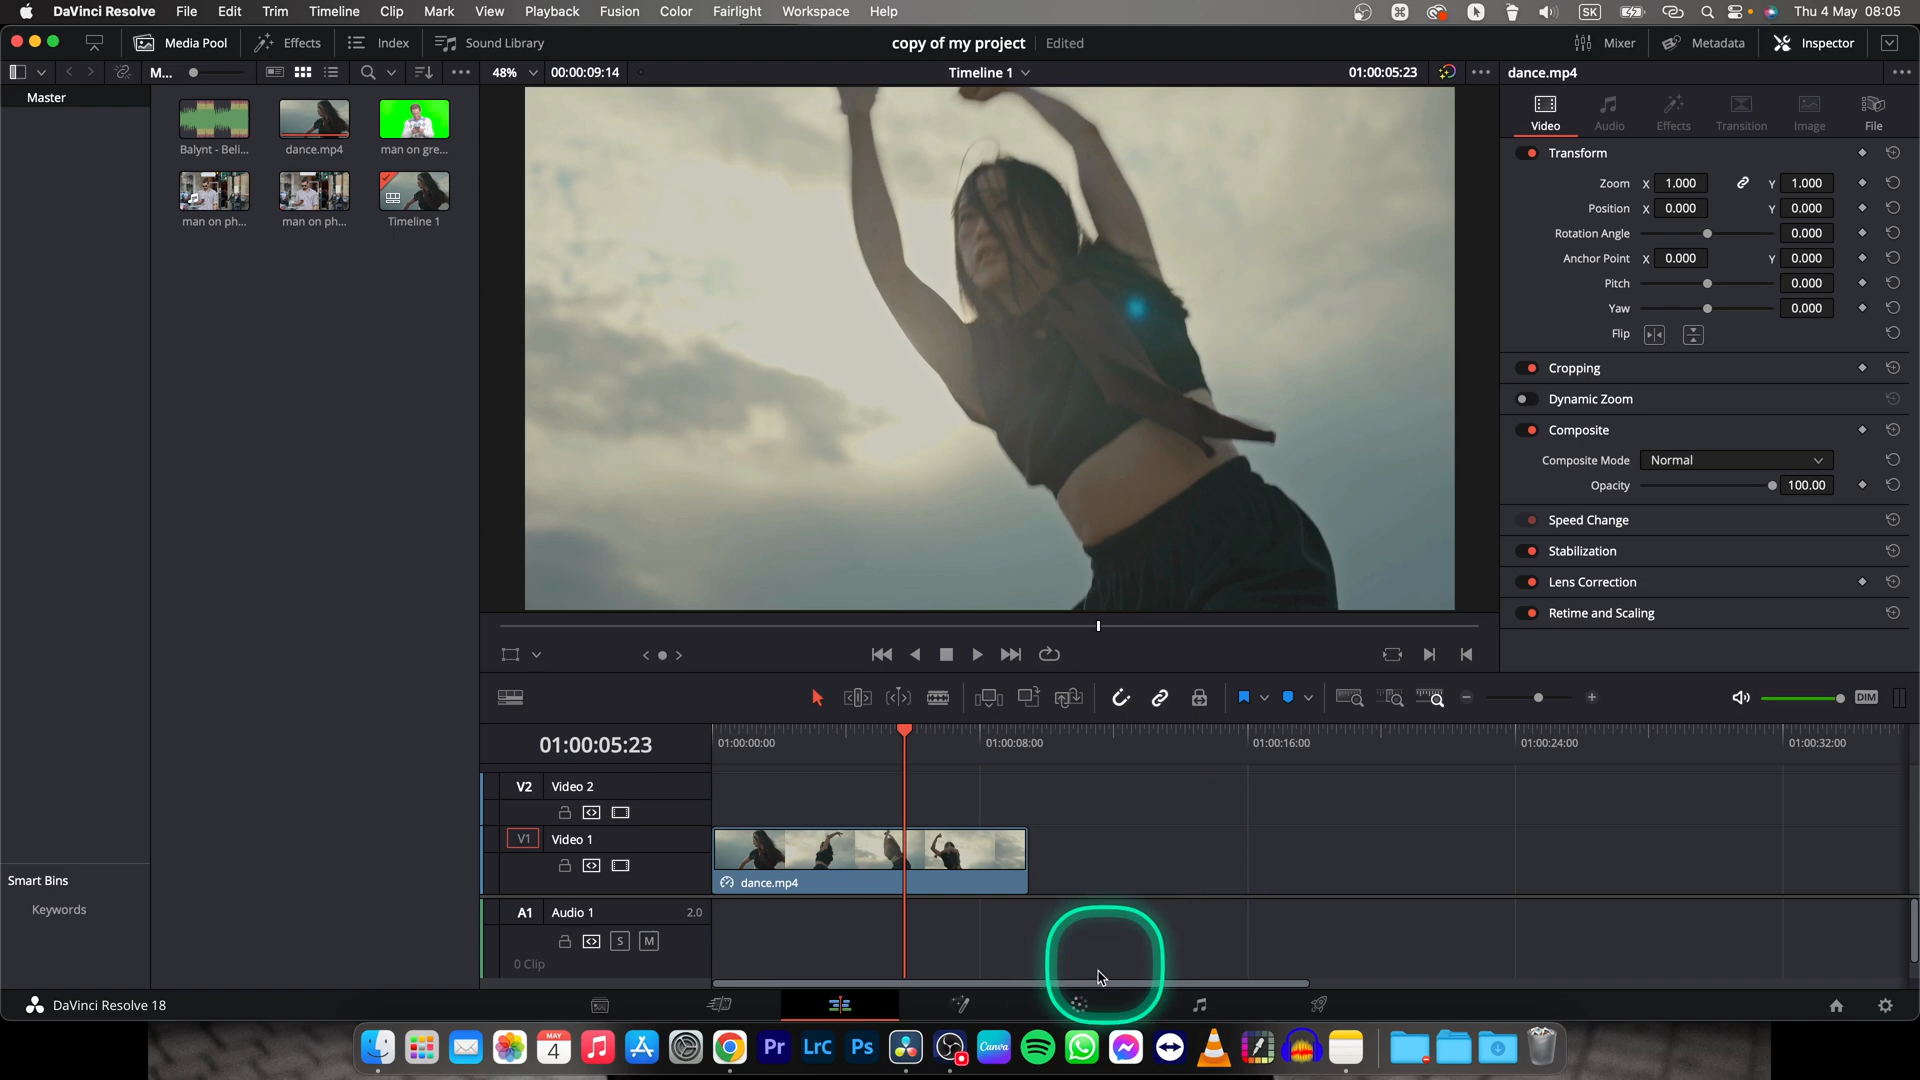 DaVinci Resolve File Edit Trim Timeline Clip Mark View Playback Fusion Color Fairlight Workspace Help SK Thu 4 May 08:05
Media Pool Effects Index Sound Library copy of my project Edited Mixer Metadata Inspector
M... 48% 00:00:09:14 Timeline 1 01:00:05:23 dance.mp4
Master
Balynt - Beli... dance.mp4 man on gre...
man on ph... man on ph... Timeline 1
Video Audio Effects Transition Image File
Transform
Zoom X 1.000 Y 1.000
Position X 0.000 Y 0.000
Rotation Angle 0.000
Anchor Point X 0.000 Y 0.000
Pitch 0.000
Yaw 0.000
Flip
Cropping
Dynamic Zoom
Composite
Composite Mode Normal
Opacity 100.00
Speed Change
Stabilization
Lens Correction
Retime and Scaling
DIM
01:00:05:23 01:00:00:00 01:00:08:00 01:00:16:00 01:00:24:00 01:00:32:00
V2 Video 2
V1 Video 1
dance.mp4
A1 Audio 1 2.0
S M
0 Clip
Smart Bins
Keywords
DaVinci Resolve 18
MAY
4
Pr LrC Ps Canva